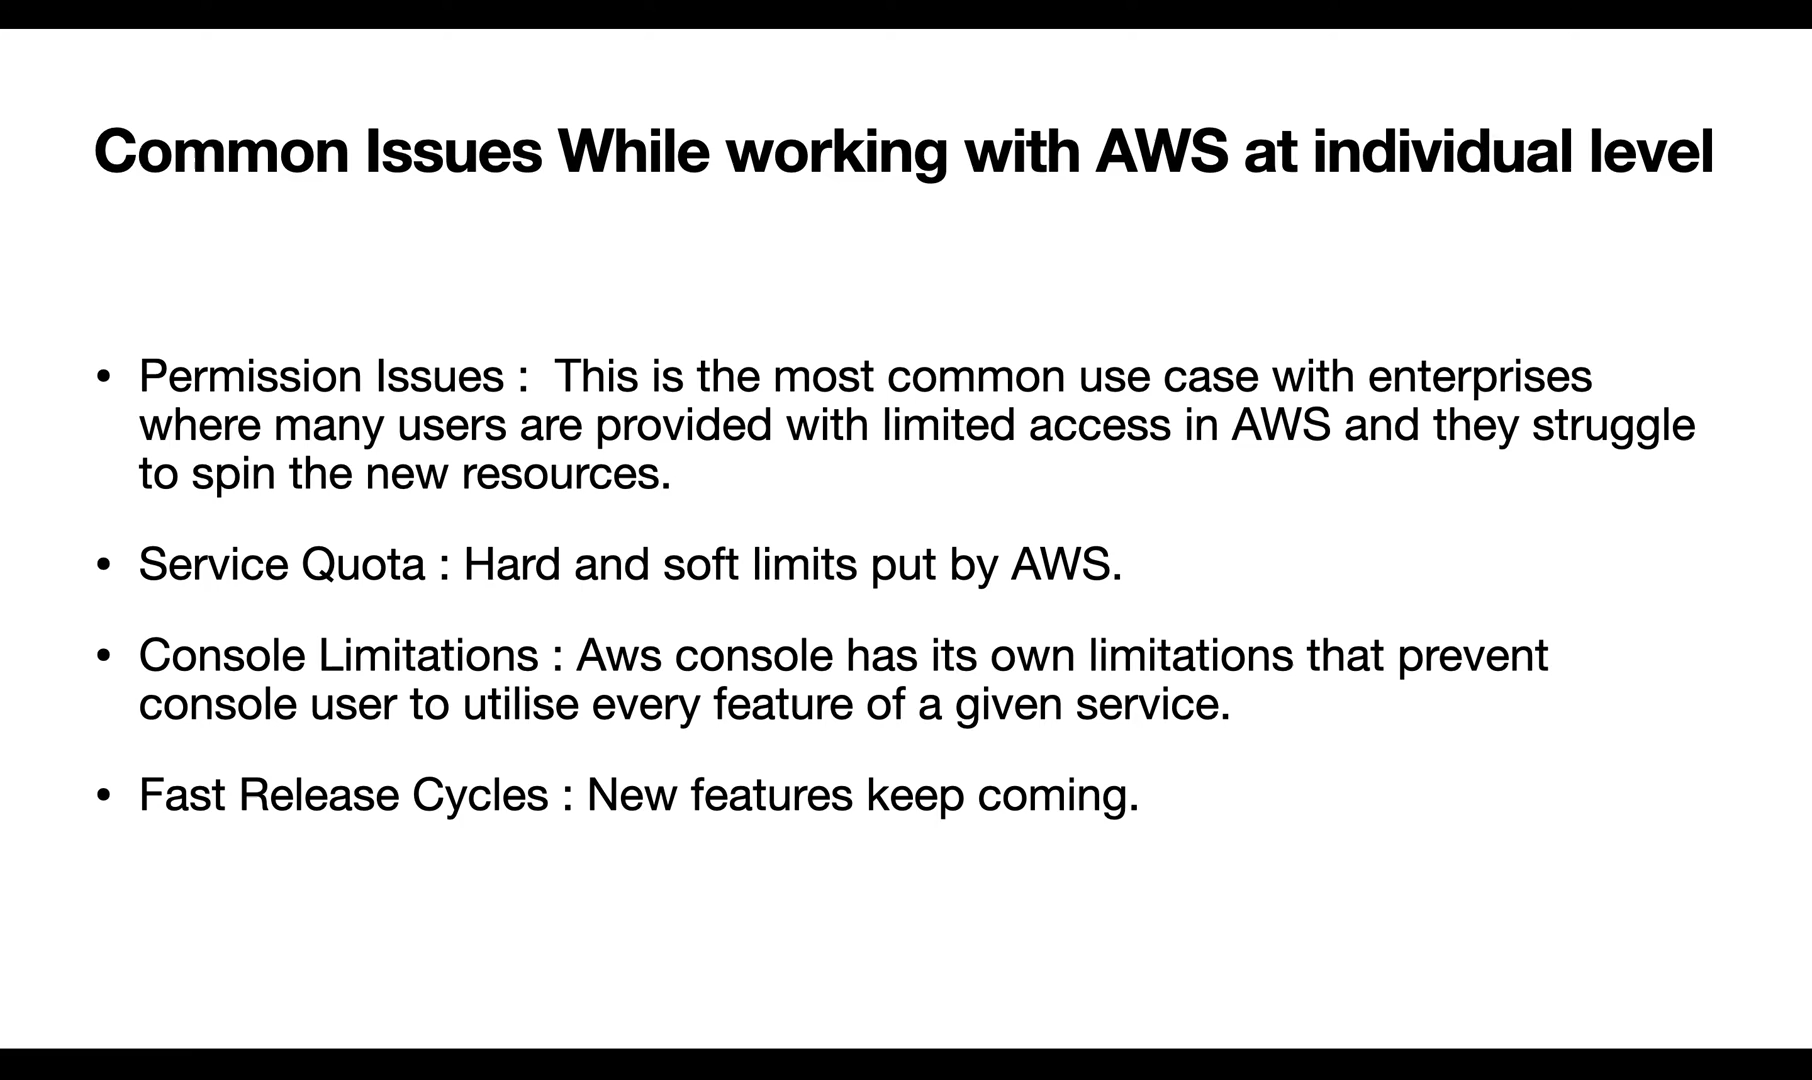 Common Issues While working with AWS at individual level
• Permission Issues :  This is the most common use case with enterprises
where many users are provided with limited access in AWS and they struggle
to spin the new resources.
• Service Quota : Hard and soft limits put by AWS.
• Console Limitations : Aws console has its own limitations that prevent
console user to utilise every feature of a given service.
• Fast Release Cycles : New features keep coming.